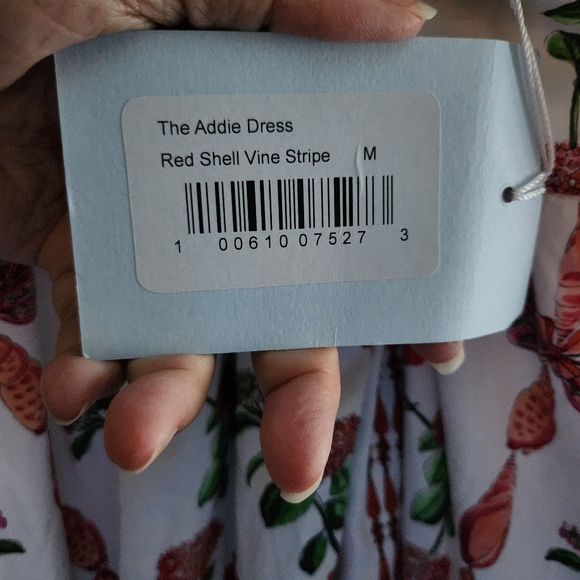 The Addie Dress
Red Shell Vine Stripe M
1 00610 07527 3